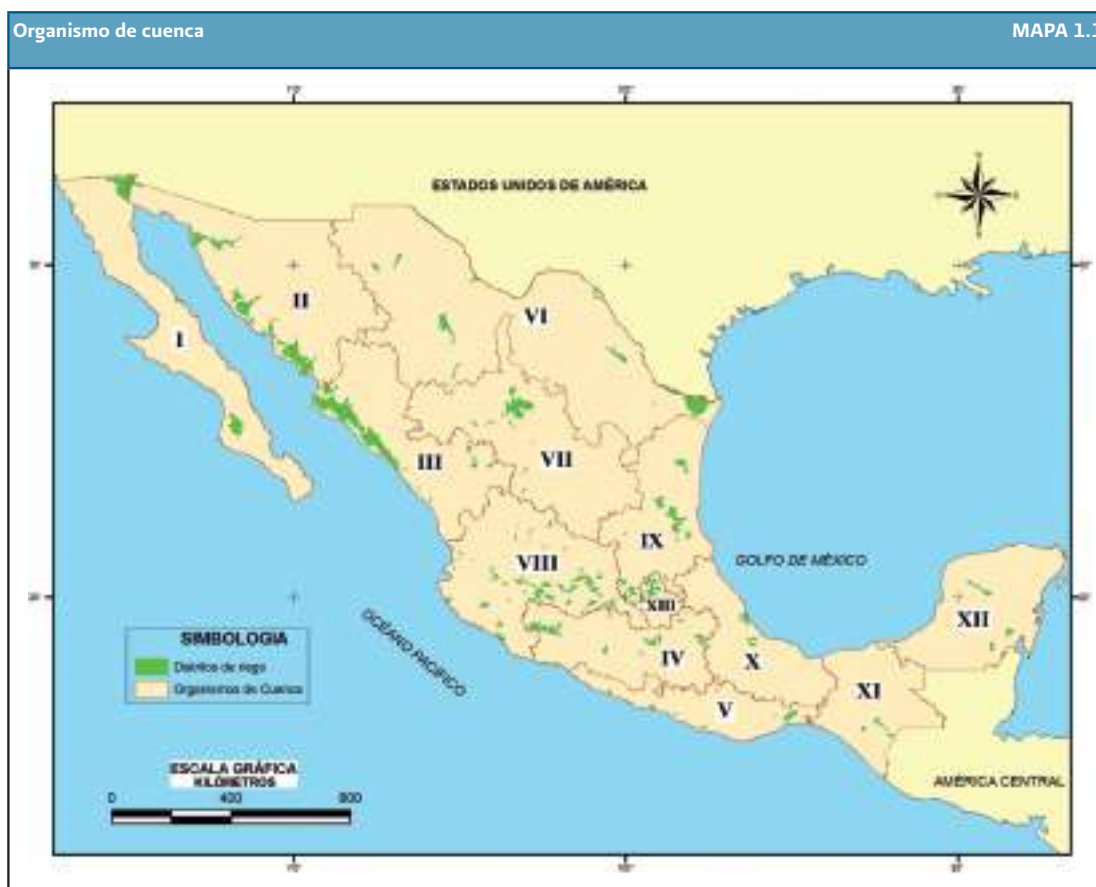 Organismo de cuenca
MAPA 1.1
ESTADOS UNIDOS DE AMÉRICA
I
II
VI
III
VII
IX
VIII
GOLFO DE MÉXICO
XIII
XII
OCÉANO PACÍFICO
SIMBOLOGIA
Distritos de riego
Organismos de Cuenca
IV
X
XI
V
ESCALA GRÁFICA
KILÓMETROS
0 400 800
AMÉRICA CENTRAL